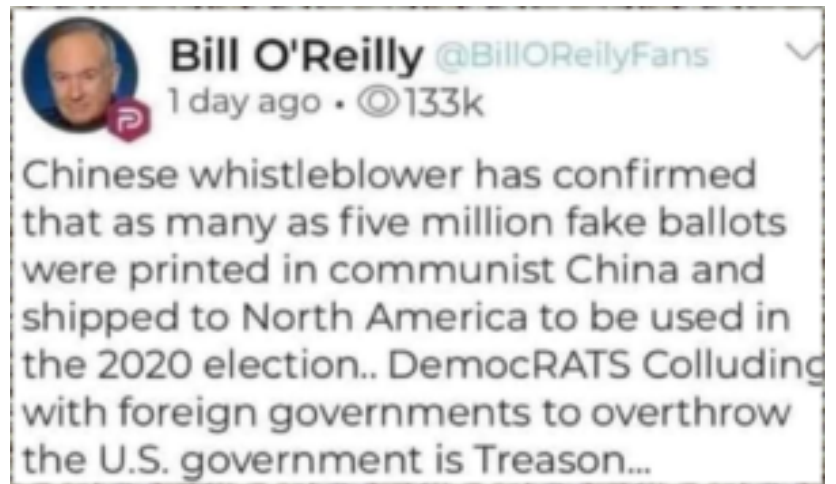 Bill O'Reilly @BillOReilyFans
1 day ago • 133k
Chinese whistleblower has confirmed
that as many as five million fake ballots
were printed in communist China and
shipped to North America to be used in
the 2020 election.. DemocRATS Colluding
with foreign governments to overthrow
the U.S. government is Treason...